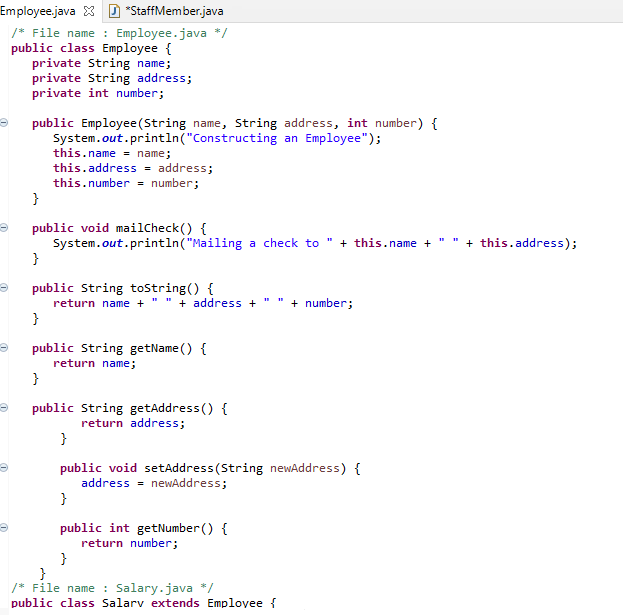 Employee.java *StaffMember.java
/* File name : Employee.java */
public class Employee {
   private String name;
   private String address;
   private int number;

   public Employee(String name, String address, int number) {
      System.out.println("Constructing an Employee");
      this.name = name;
      this.address = address;
      this.number = number;
   }

   public void mailCheck() {
      System.out.println("Mailing a check to " + this.name + " " + this.address);
   }

   public String toString() {
      return name + " " + address + " " + number;
   }

   public String getName() {
      return name;
   }

   public String getAddress() {
          return address;
       }

       public void setAddress(String newAddress) {
          address = newAddress;
       }

       public int getNumber() {
          return number;
       }
    }
/* File name : Salary.java */
public class Salary extends Employee {